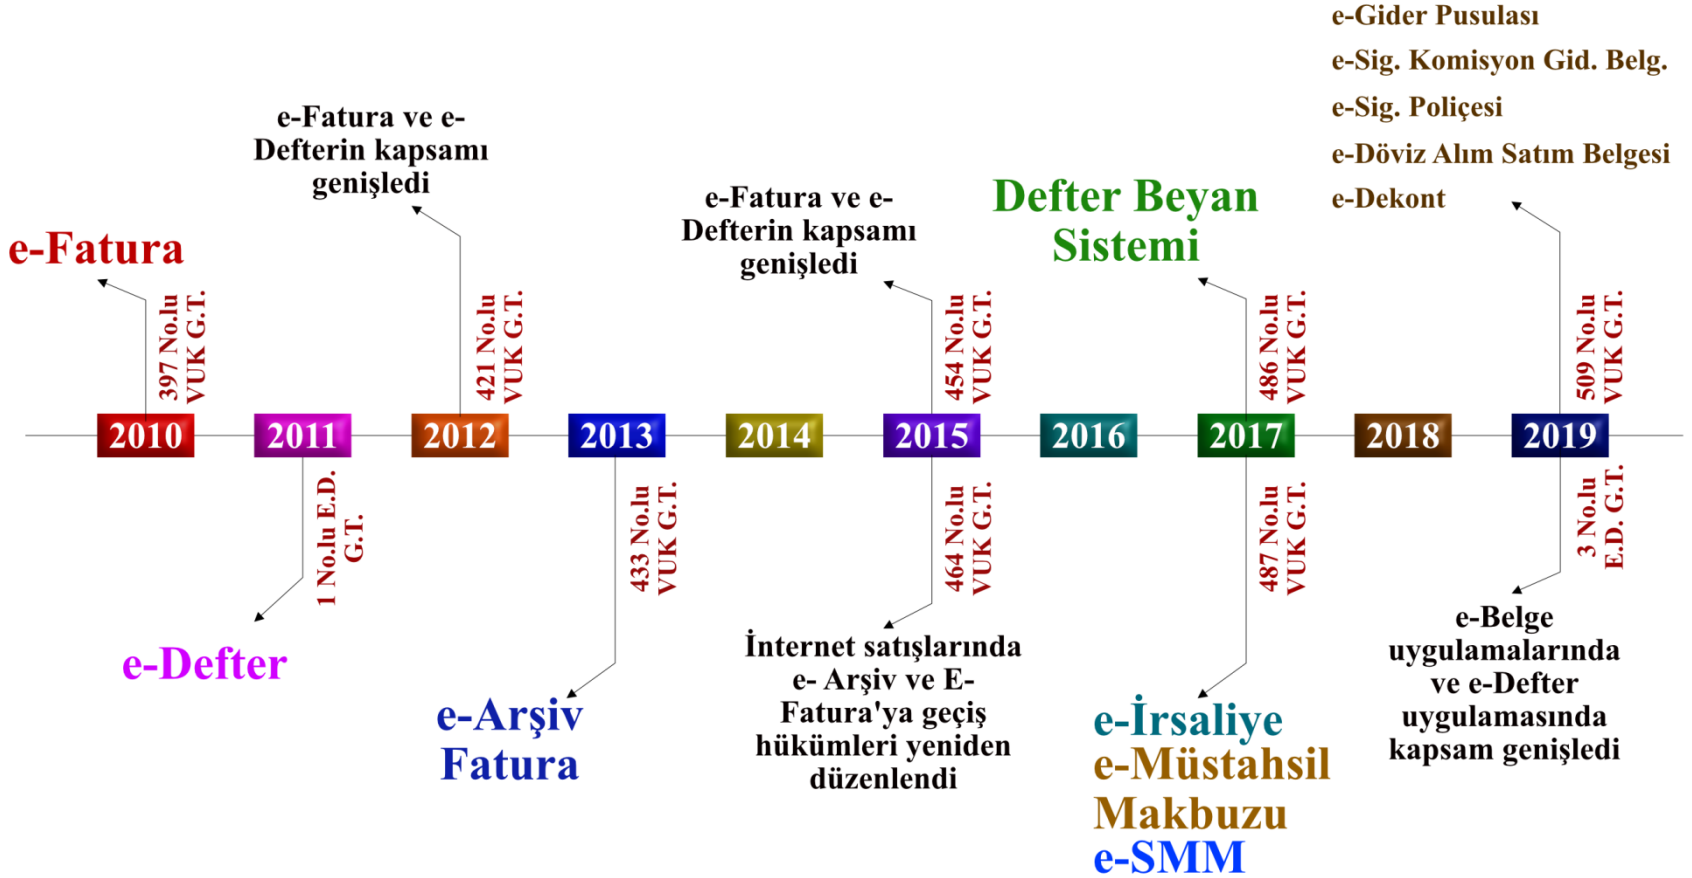 e-Gider Pusulası
e-Sig. Komisyon Gid. Belg.
e-Sig. Poliçesi
e-Döviz Alım Satım Belgesi
e-Dekont
e-Fatura ve e-
Defterin kapsamı
genişledi
e-Fatura ve e-
Defterin kapsamı
genişledi
Defter Beyan
Sistemi
e-Fatura
397 No.lu
VUK G.T.
421 No.lu
VUK G.T.
454 No.lu
VUK G.T.
486 No.lu
VUK G.T.
509 No.lu
VUK G.T.
2010
2011
2012
2013
2014
2015
2016
2017
2018
2019
1 No.lu E.D.
G.T.
433 No.lu
VUK G.T.
464 No.lu
VUK G.T.
487 No.lu
VUK G.T.
3 No.lu
E.D. G.T.
e-Defter
e-Arşiv
Fatura
İnternet satışlarında
e- Arşiv ve E-
Fatura'ya geçiş
hükümleri yeniden
düzenlendi
e-İrsaliye
e-Müstahsil
Makbuzu
e-SMM
e-Belge
uygulamalarında
ve e-Defter
uygulamasında
kapsam genişledi